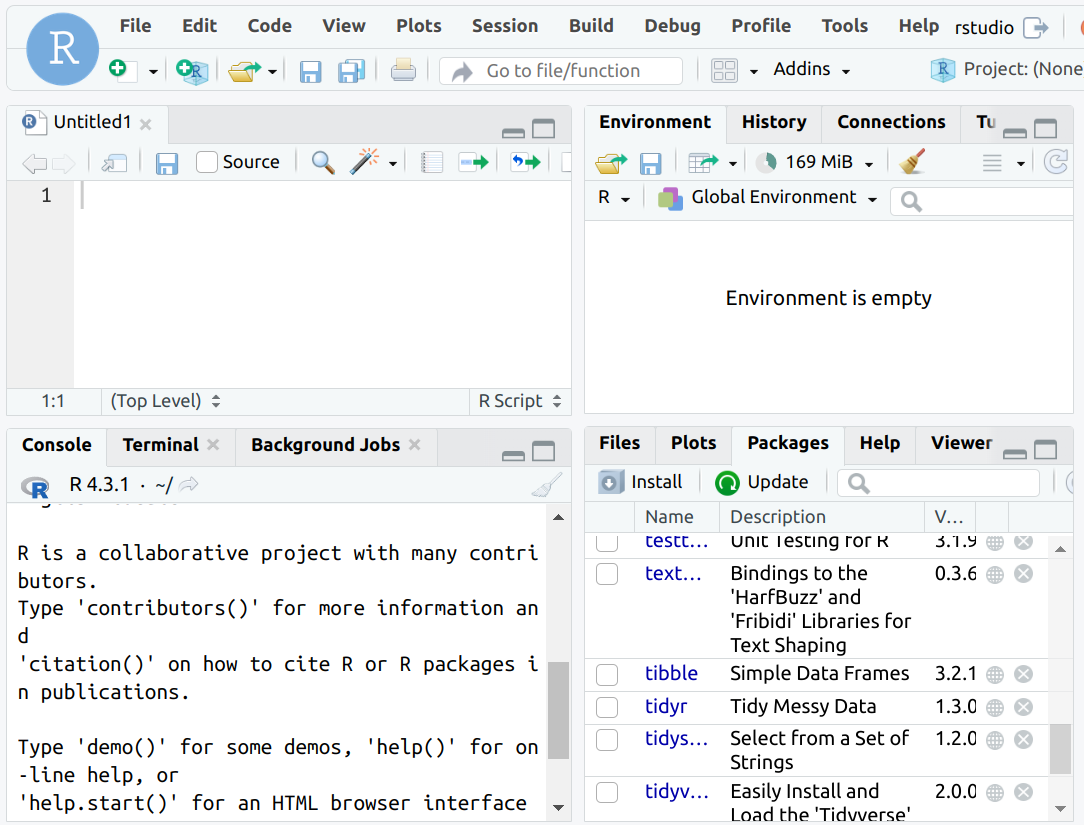 File Edit Code View Plots Session Build Debug Profile Tools Help rstudio
R
R Go to file/function Addins R Project: (None
R Untitled1
Source
1
1:1 (Top Level) R Script
Environment History Connections Tu
169 MiB
R Global Environment
Environment is empty
Console Terminal Background Jobs
R R 4.3.1 · ~/
R is a collaborative project with many contri
butors.
Type 'contributors()' for more information an
d
'citation()' on how to cite R or R packages i
n publications.
Type 'demo()' for some demos, 'help()' for on
-line help, or
'help.start()' for an HTML browser interface
Files Plots Packages Help Viewer
Install Update
Name Description V...
testt... Unit Testing for R 3.1.9
text... Bindings to the 0.3.6
'HarfBuzz' and
'Fribidi' Libraries for
Text Shaping
tibble Simple Data Frames 3.2.1
tidyr Tidy Messy Data 1.3.0
tidys... Select from a Set of 1.2.0
Strings
tidyv... Easily Install and 2.0.0
Load the 'Tidyverse'